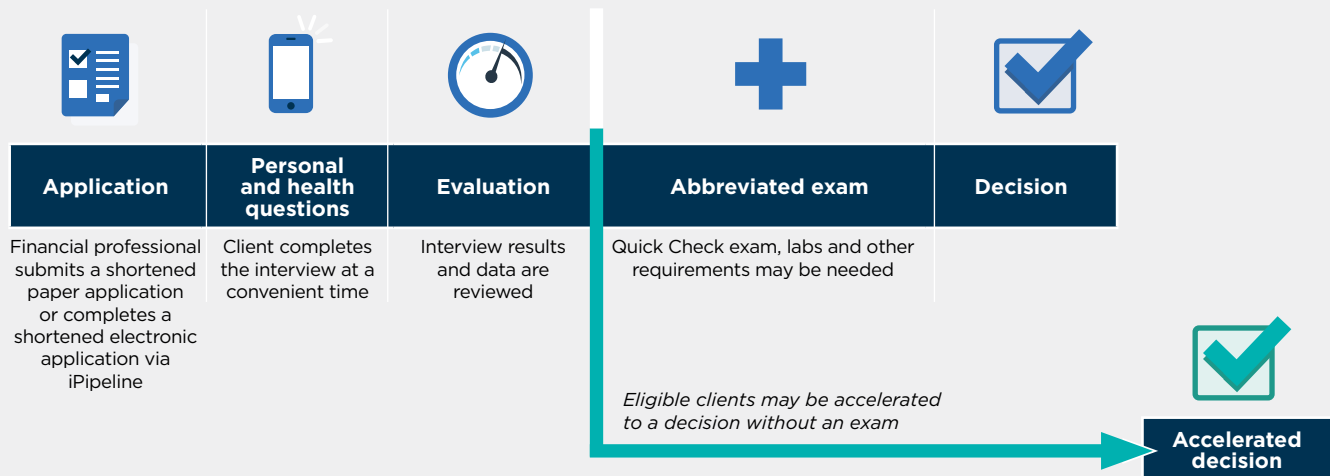 Application
Personal
and health
questions
Evaluation
Abbreviated exam
Decision
Financial professional
submits a shortened
paper application
or completes a
shortened electronic
application via
iPipeline
Client completes
the interview at a
convenient time
Interview results
and data are
reviewed
Quick Check exam, labs and other
requirements may be needed
Eligible clients may be accelerated
to a decision without an exam
Accelerated
decision